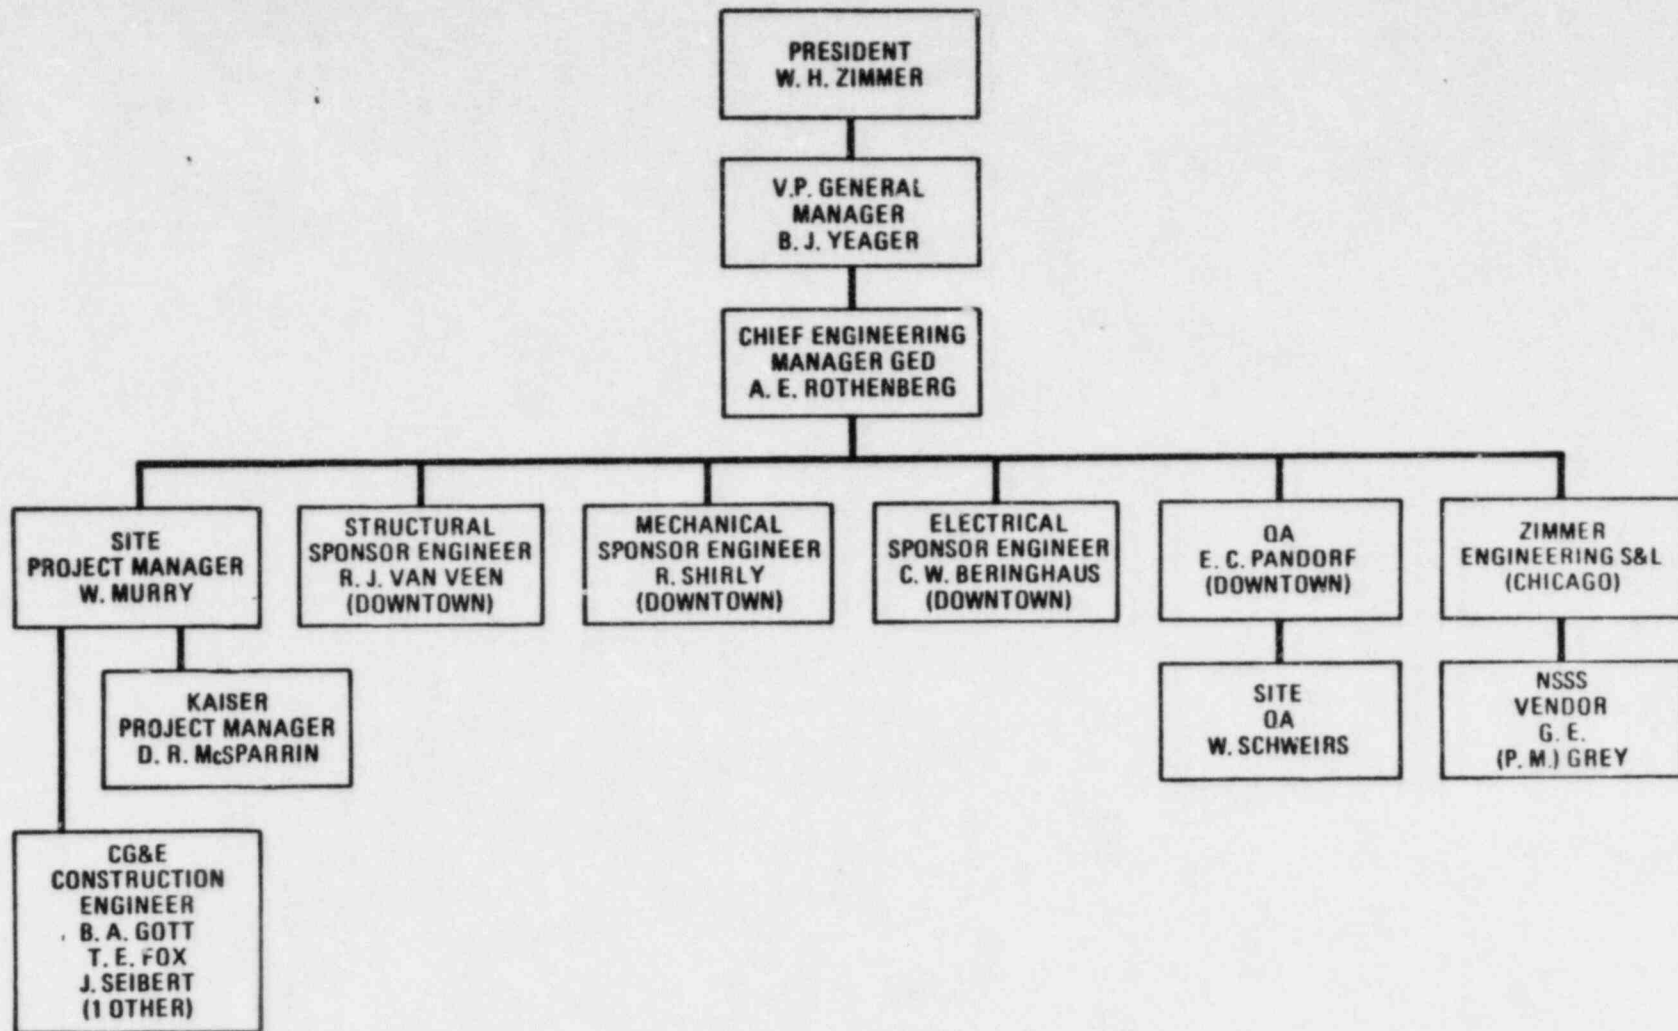 PRESIDENT
W. H. ZIMMER
V.P. GENERAL
MANAGER
B. J. YEAGER
CHIEF ENGINEERING
MANAGER GED
A. E. ROTHENBERG
SITE
PROJECT MANAGER
W. MURRY
STRUCTURAL
SPONSOR ENGINEER
R. J. VAN VEEN
(DOWNTOWN)
MECHANICAL
SPONSOR ENGINEER
R. SHIRLY
(DOWNTOWN)
ELECTRICAL
SPONSOR ENGINEER
C. W. BERINGHAUS
(DOWNTOWN)
QA
E. C. PANDORF
(DOWNTOWN)
ZIMMER
ENGINEERING S&L
(CHICAGO)
KAISER
PROJECT MANAGER
D. R. McSPARRIN
SITE
QA
W. SCHWEIRS
NSSS
VENDOR
G. E.
(P. M.) GREY
CG&E
CONSTRUCTION
ENGINEER
B. A. GOTT
T. E. FOX
J. SEIBERT
(1 OTHER)